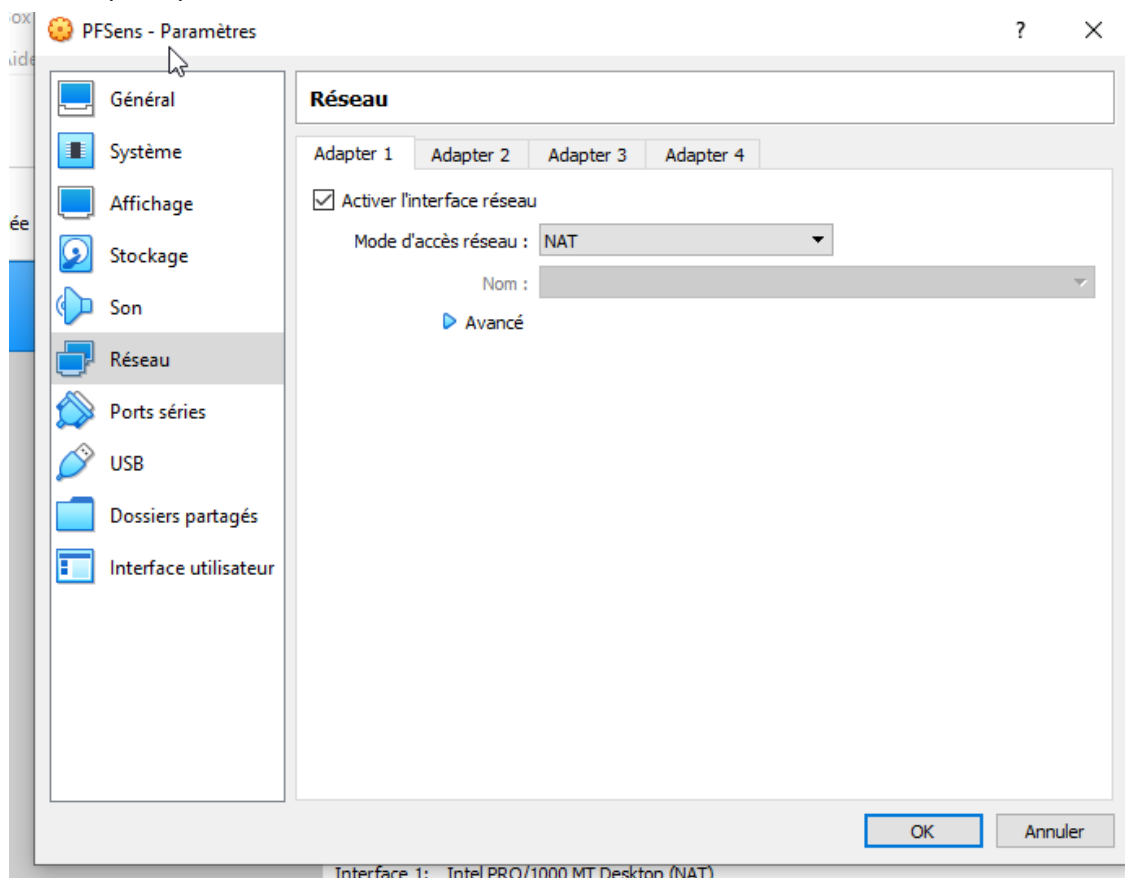 PFSens - Paramètres
? ×
Général
Système
Affichage
Stockage
Son
Réseau
Ports séries
USB
Dossiers partagés
Interface utilisateur
Réseau
Adapter 1 Adapter 2 Adapter 3 Adapter 4
Activer l'interface réseau
Mode d'accès réseau : NAT
Nom :
Avancé
OK Annuler
ée
Interface 1: Intel PRO/1000 MT Desktop (NAT)